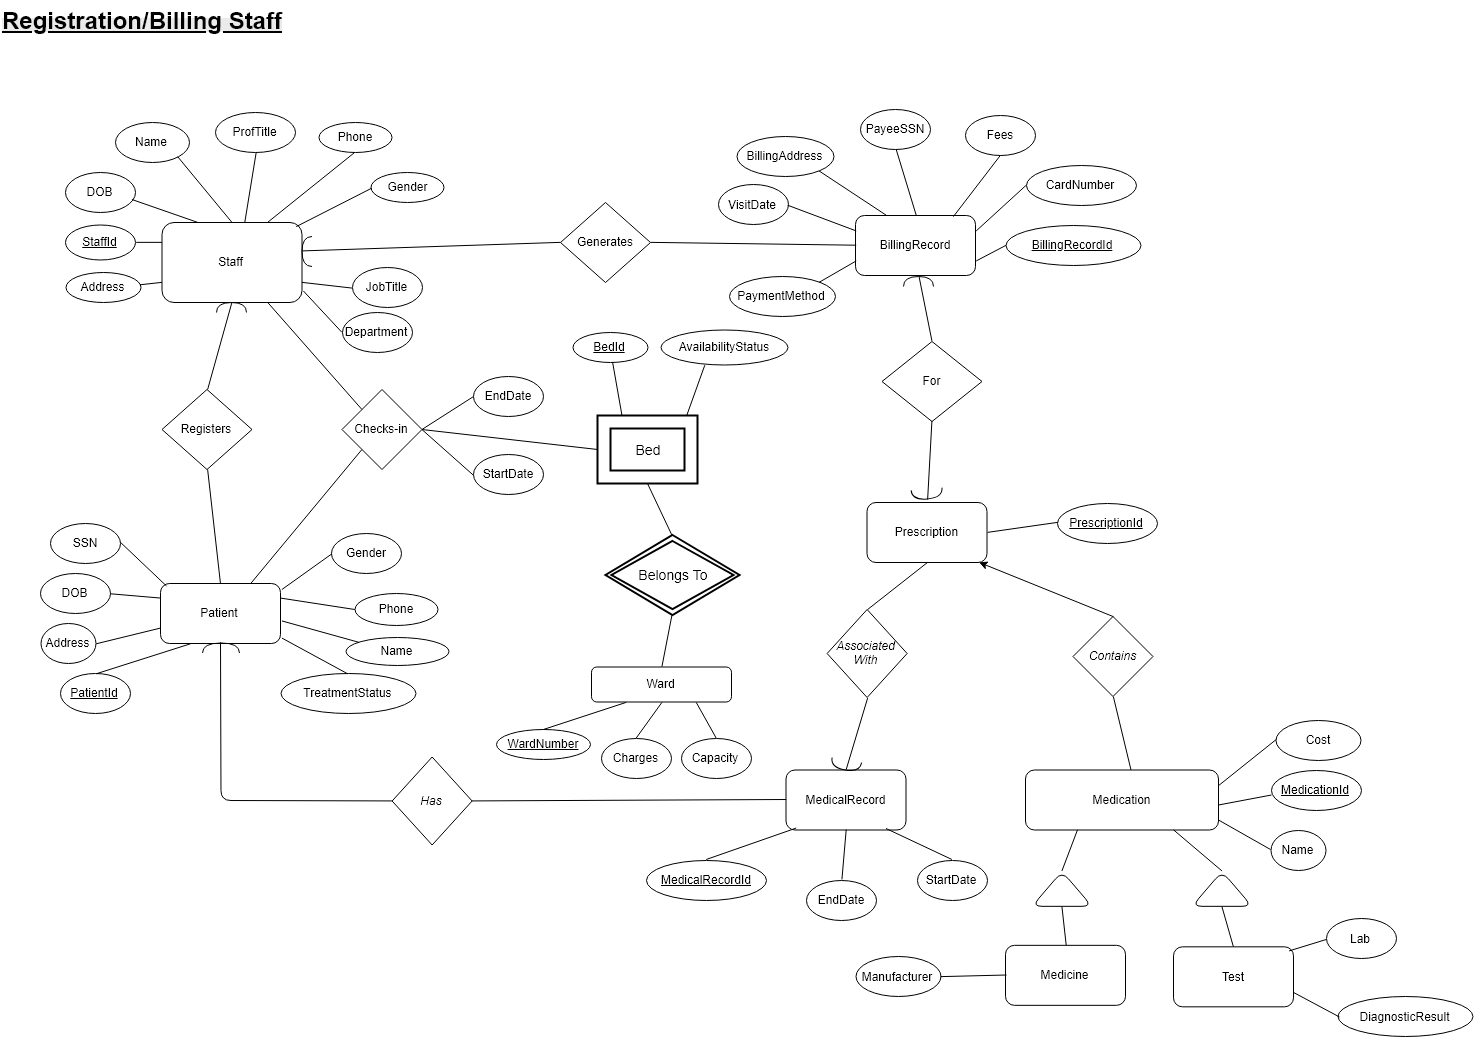 Registration/Billing Staff
Name
ProfTitle
Phone
DOB
Gender
StaffId
Staff
Address
JobTitle
Department
Generates
PayeeSSN
Fees
BillingAddress
CardNumber
VisitDate
BillingRecord
BillingRecordId
PaymentMethod
BedId
AvailabilityStatus
For
EndDate
Registers
Checks-in
Bed
StartDate
Prescription
PrescriptionId
SSN
Gender
DOB
Patient
Phone
Address
Name
PatientId
TreatmentStatus
Belongs To
Ward
WardNumber
Charges
Capacity
Associated
With
Contains
Has
MedicalRecord
Medication
Cost
MedicationId
Name
MedicalRecordId
EndDate
StartDate
Manufacturer
Medicine
Test
Lab
DiagnosticResult